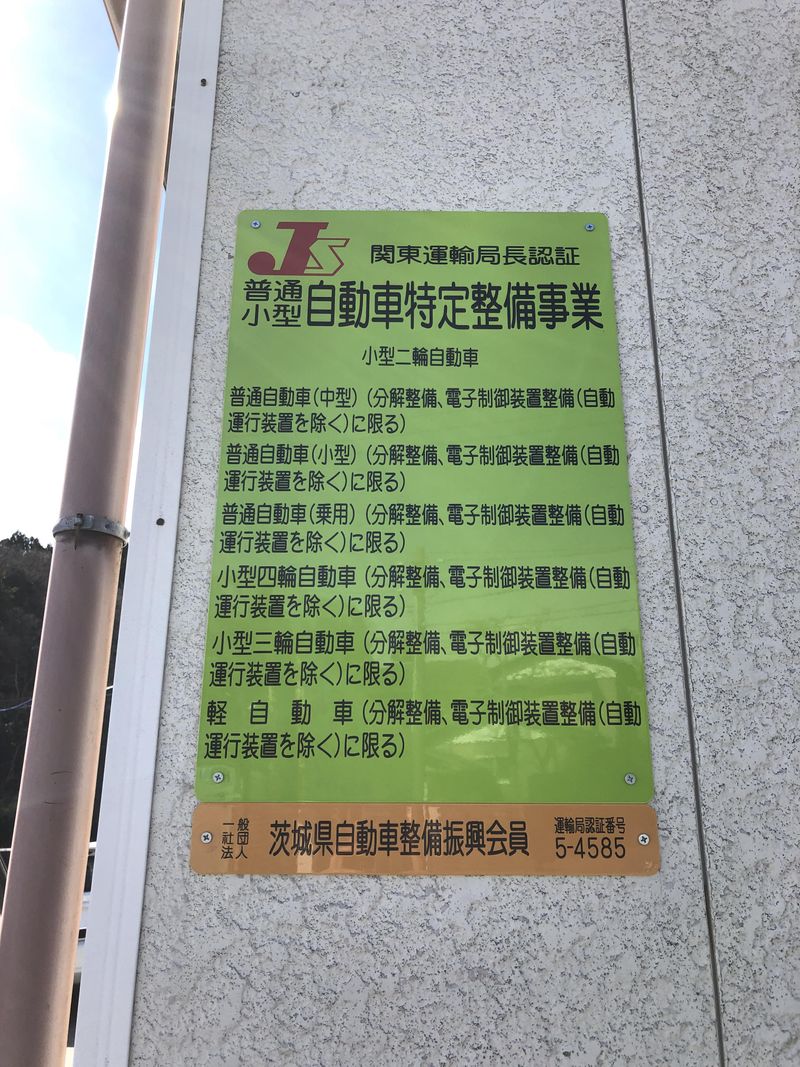 JS 関東運輸局長認証
普通
小型 自動車特定整備事業
小型二輪自動車
普通自動車(中型)(分解整備、電子制御装置整備(自動
運行装置を除く)に限る)
普通自動車(小型)(分解整備、電子制御装置整備(自動
運行装置を除く)に限る)
普通自動車(乗用)(分解整備、電子制御装置整備(自動
運行装置を除く)に限る)
小型四輪自動車(分解整備、電子制御装置整備(自動
運行装置を除く)に限る)
小型三輪自動車(分解整備、電子制御装置整備(自動
運行装置を除く)に限る)
軽自動車(分解整備、電子制御装置整備(自動
運行装置を除く)に限る)
一般
社団
法人
茨城県自動車整備振興会員
運輸局認証番号
5-4585